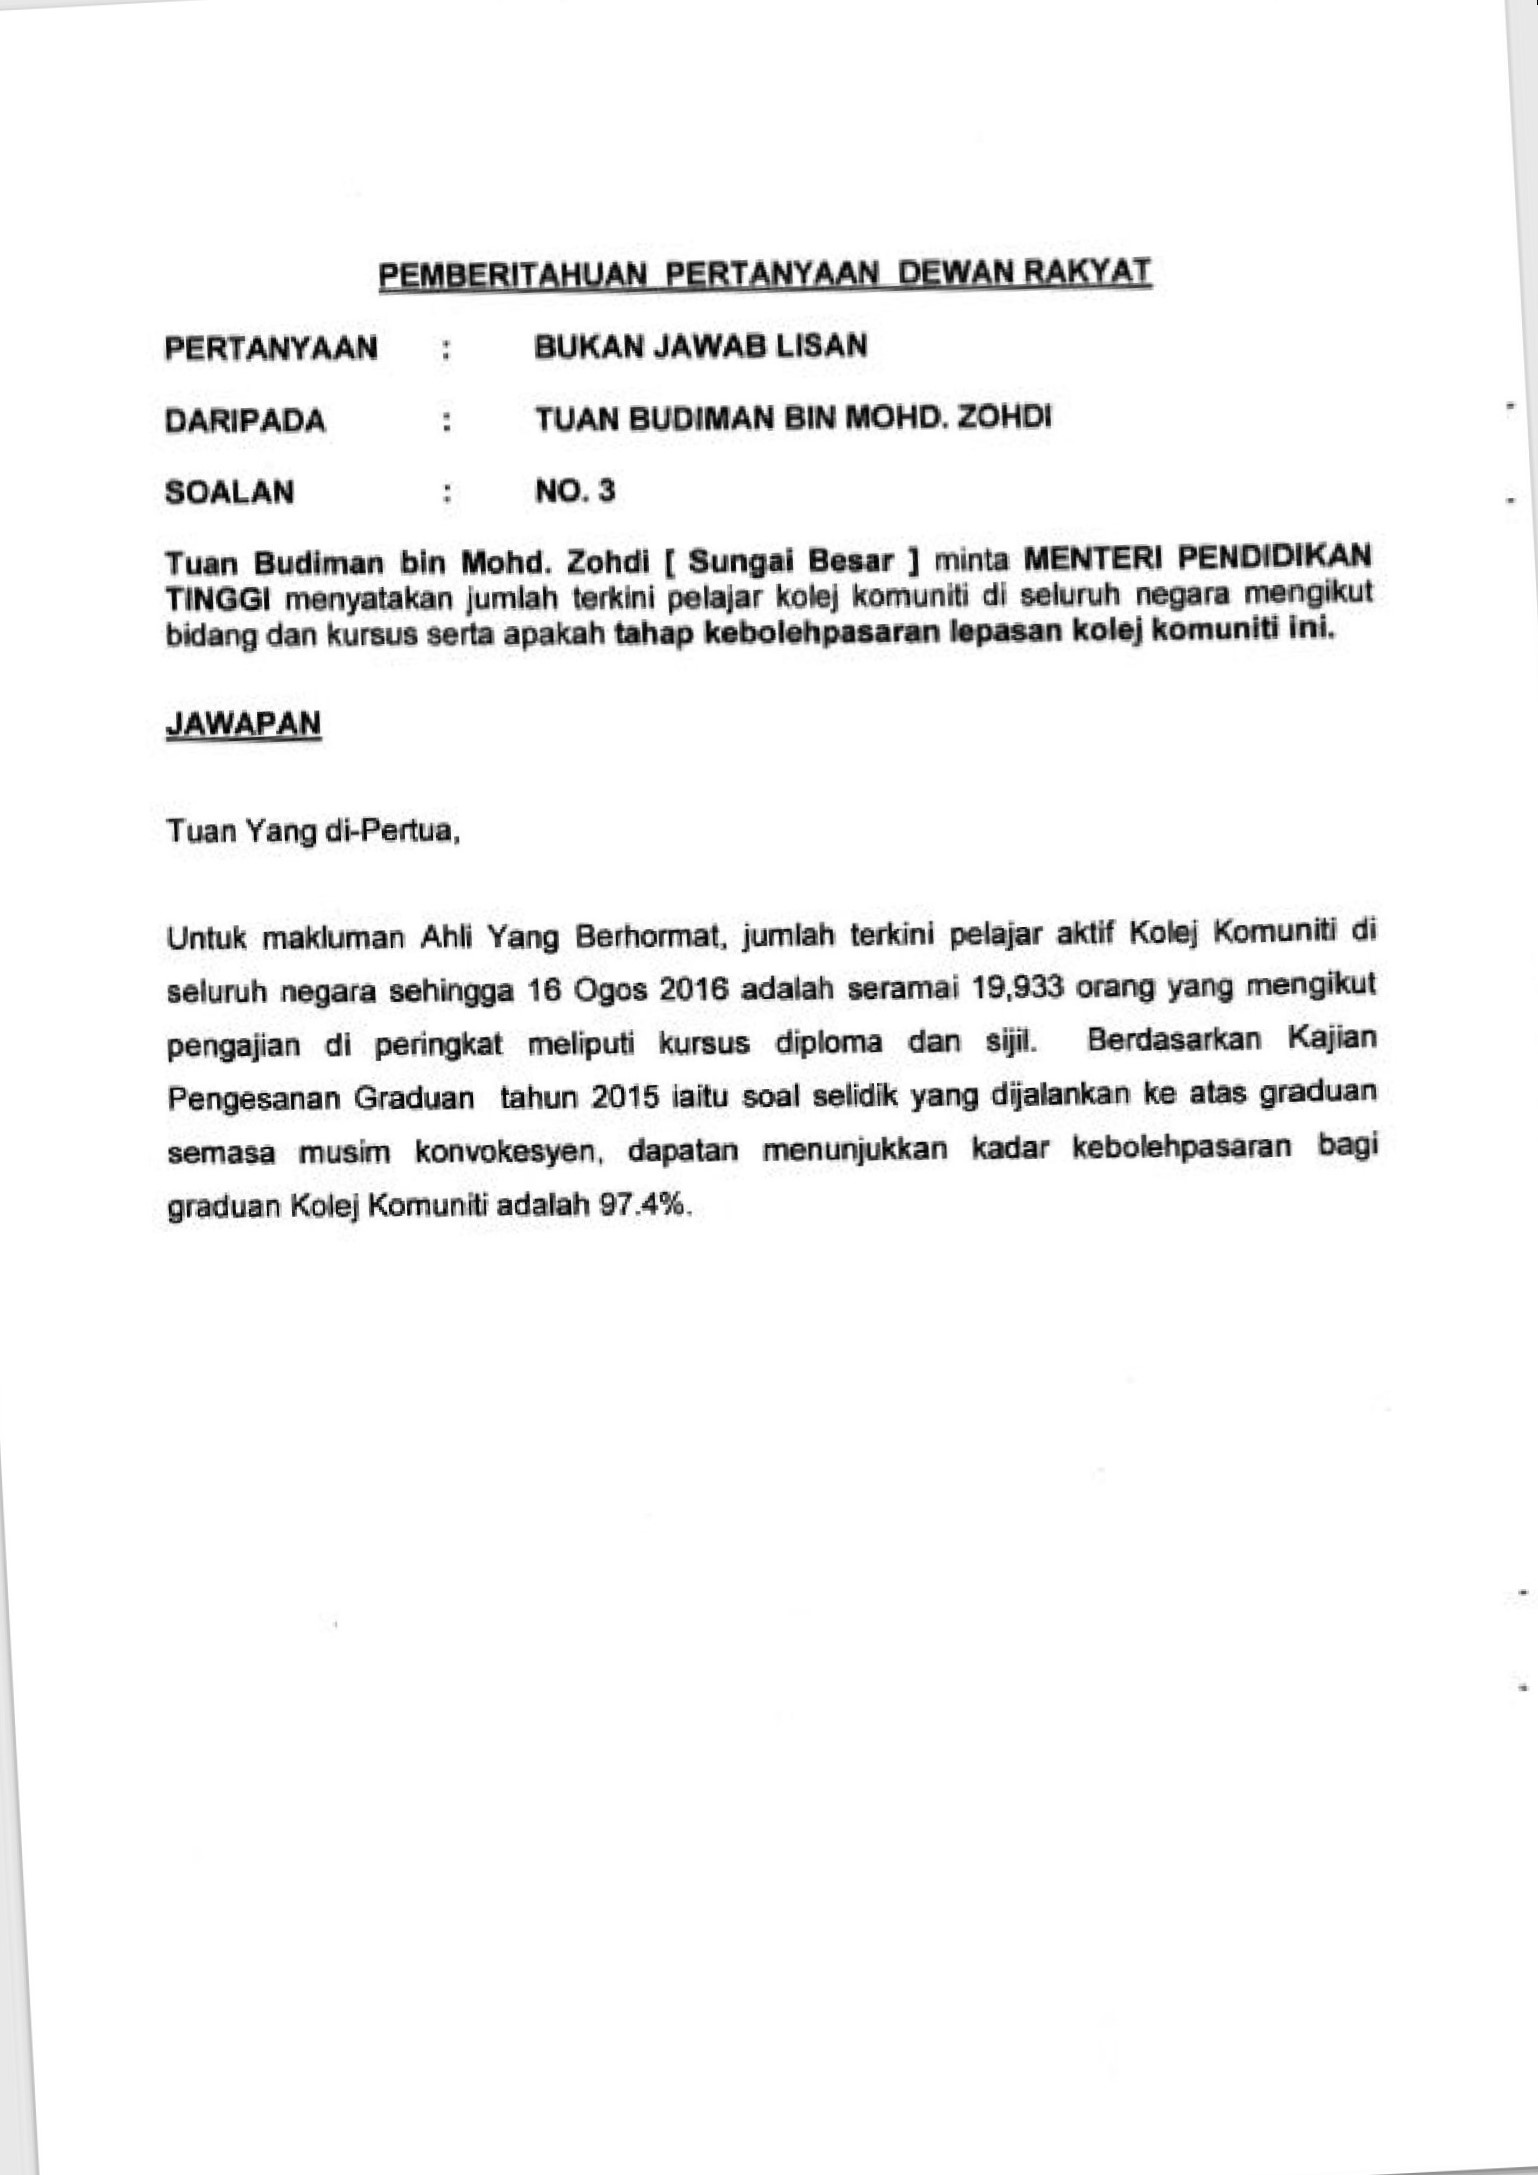 PEMBERITAHUAN PERTANYAAN DEWAN RAKYAT
PERTANYAAN : BUKAN JAWAB LISAN
DARIPADA : TUAN BUDIMAN BIN MOHD. ZOHDI
SOALAN : NO. 3
Tuan Budiman bin Mohd. Zohdi [ Sungai Besar ] minta MENTERI PENDIDIKAN
TINGGI menyatakan jumlah terkini pelajar kolej komuniti di seluruh negara mengikut
bidang dan kursus serta apakah tahap kebolehpasaran lepasan kolej komuniti ini.
JAWAPAN
Tuan Yang di-Pertua,
Untuk makluman Ahli Yang Berhormat, jumlah terkini pelajar aktif Kolej Komuniti di
seluruh negara sehingga 16 Ogos 2016 adalah seramai 19,933 orang yang mengikut
pengajian di peringkat meliputi kursus diploma dan sijil. Berdasarkan Kajian
Pengesanan Graduan tahun 2015 iaitu soal selidik yang dijalankan ke atas graduan
semasa musim konvokesyen, dapatan menunjukkan kadar kebolehpasaran bagi
graduan Kolej Komuniti adalah 97.4%.